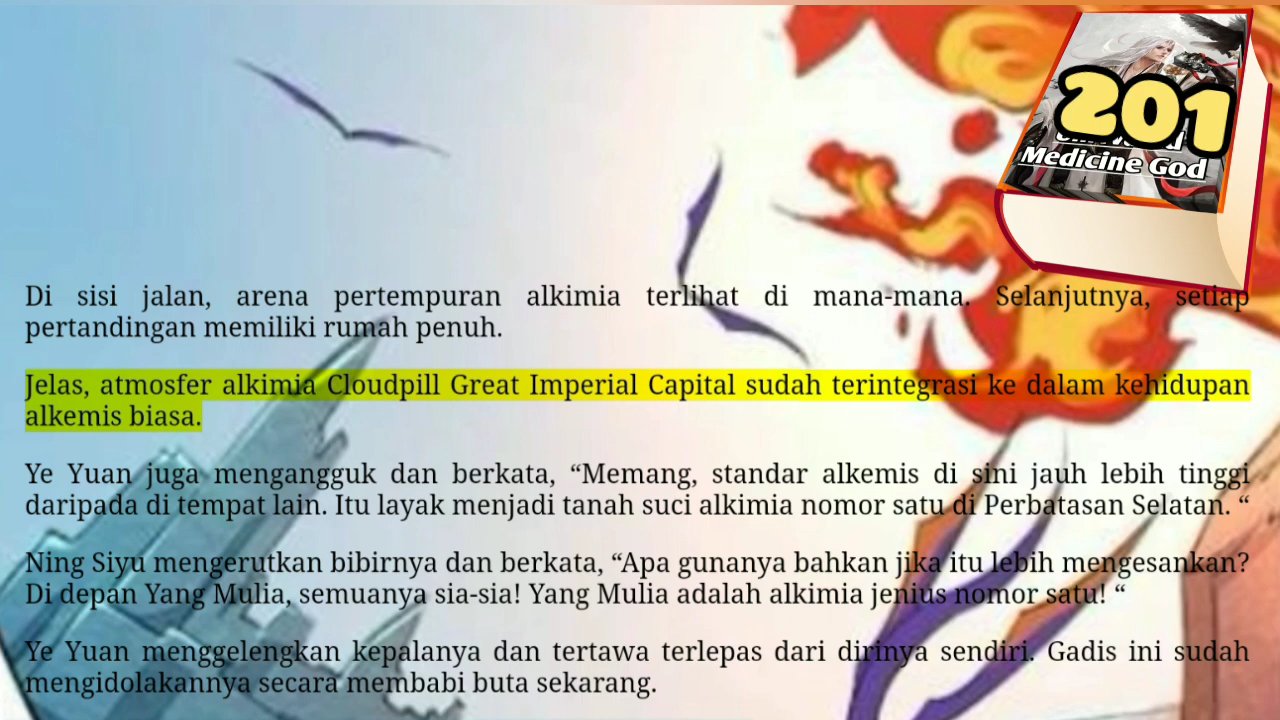 201
Medicine God
Di sisi jalan, arena pertempuran alkimia terlihat di mana-mana. Selanjutnya, setiap
pertandingan memiliki rumah penuh.
Jelas, atmosfer alkimia Cloudpill Great Imperial Capital sudah terintegrasi ke dalam kehidupan
alkemis biasa.
Ye Yuan juga mengangguk dan berkata, “Memang, standar alkemis di sini jauh lebih tinggi
daripada di tempat lain. Itu layak menjadi tanah suci alkimia nomor satu di Perbatasan Selatan. “
Ning Siyu mengerutkan bibirnya dan berkata, “Apa gunanya bahkan jika itu lebih mengesankan?
Di depan Yang Mulia, semuanya sia-sia! Yang Mulia adalah alkimia jenius nomor satu! “
Ye Yuan menggelengkan kepalanya dan tertawa terlepas dari dirinya sendiri. Gadis ini sudah
mengidolakannya secara membabi buta sekarang.